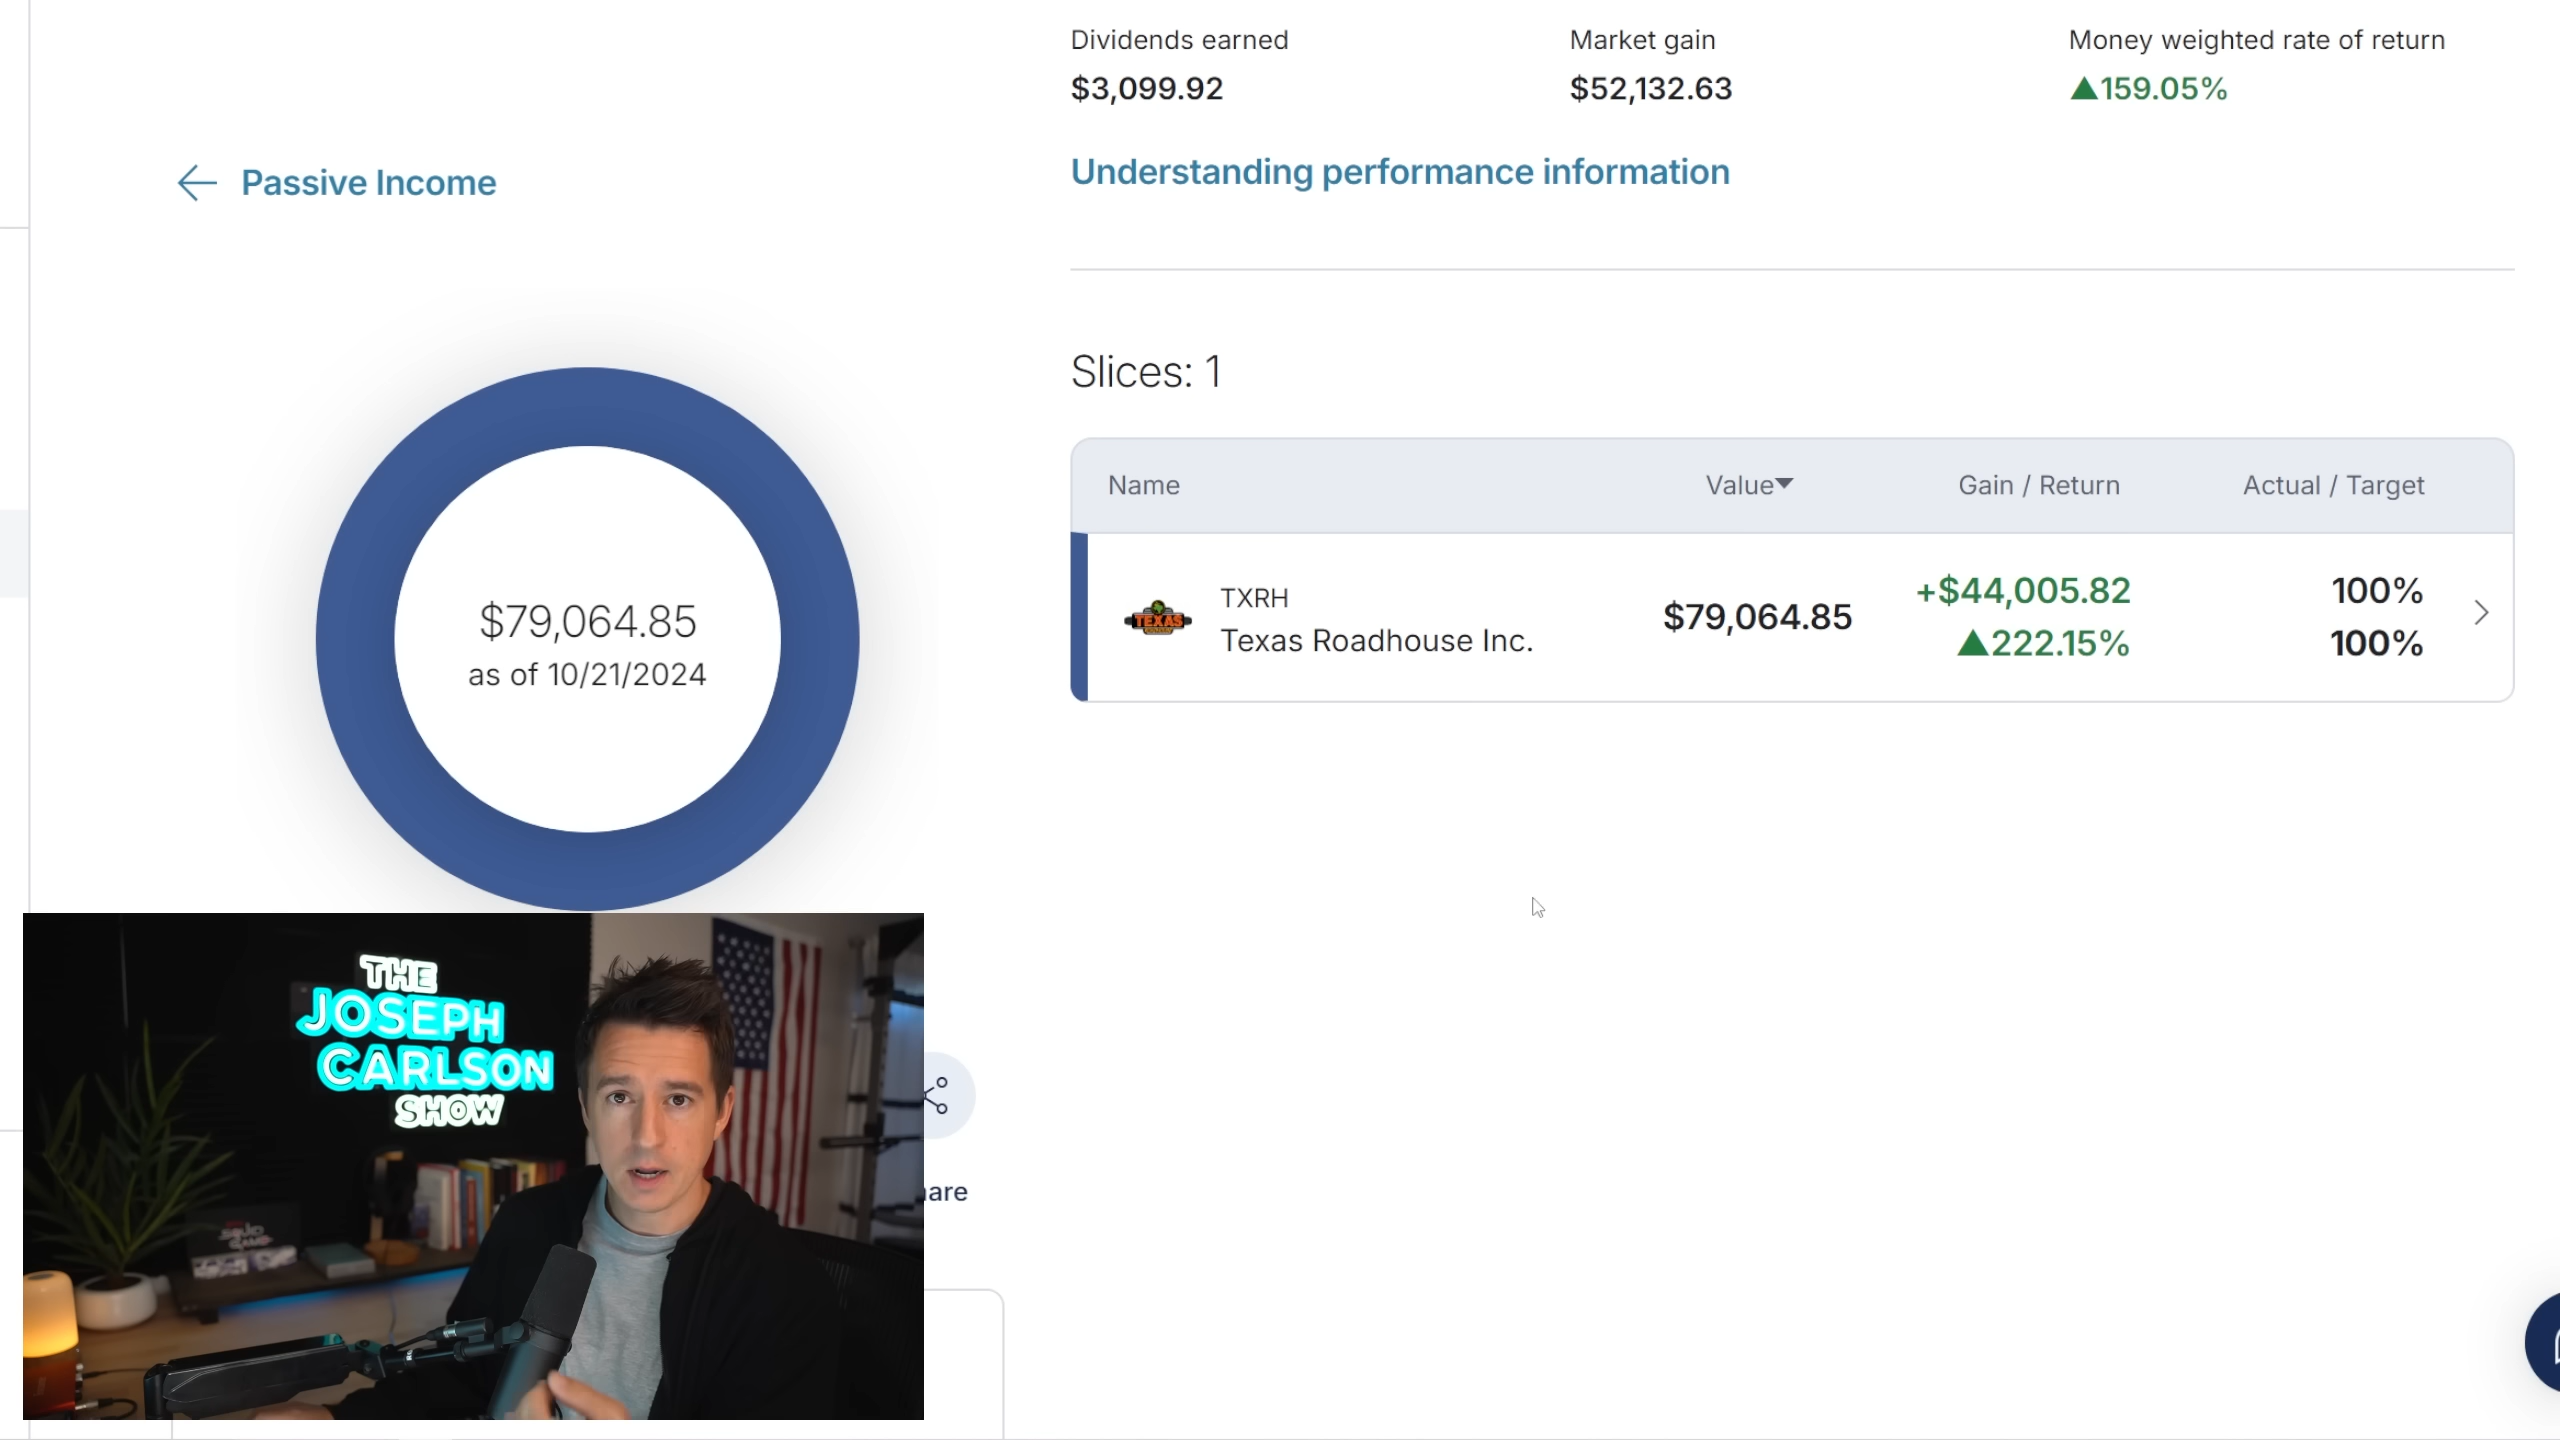 Dividends earned
$3,099.92
Market gain
$52,132.63
Money weighted rate of return
▲159.05%
Understanding performance information
← Passive Income
$79,064.85
as of 10/21/2024
Slices: 1
Name Value▼ Gain / Return Actual / Target
TEXAS
TXRH
Texas Roadhouse Inc.
$79,064.85
+$44,005.82
▲222.15%
100%
100%
THE
JOSEPH
CARLSON
SHOW
are